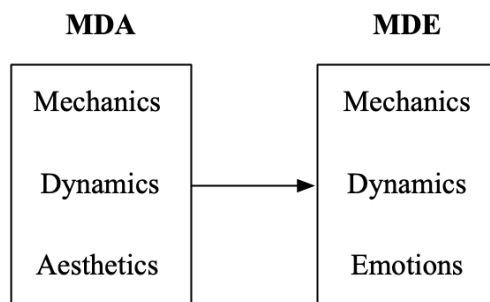 MDA
Mechanics
Dynamics
Aesthetics
MDE
Mechanics
Dynamics
Emotions